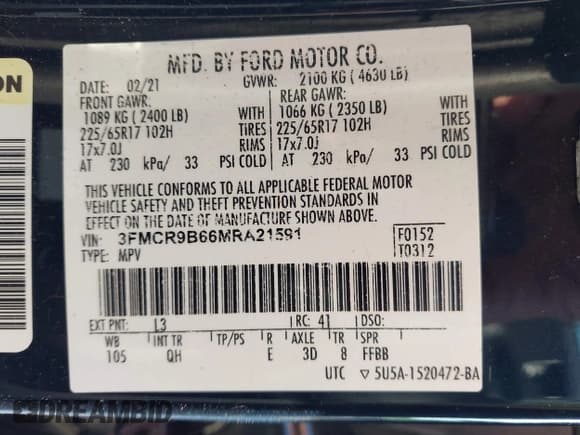 MFD. BY FORD MOTOR CO.
DATE: 02/21 GVWR: 2100 KG (4630 LB)
FRONT GAWR: REAR GAWR:
1089 KG (2400 LB) WITH 1066 KG (2350 LB) WITH
225/65R17 102H TIRES 225/65R17 102H TIRES
17x7.0J RIMS 17x7.0J RIMS
AT 230 kPa/ 33 PSI COLD AT 230 kPa/ 33 PSI COLD
THIS VEHICLE CONFORMS TO ALL APPLICABLE FEDERAL MOTOR
VEHICLE SAFETY AND THEFT PREVENTION STANDARDS IN
EFFECT ON THE DATE OF MANUFACTURE SHOWN ABOVE.
VIN: 3FMCR9B66MRA21591 F0152
TYPE: MPV T0312
EXT PNT: L3 RC: 41 DSO:
WB INT TR TP/PS R AXLE TR SPR
105 QH E 3D 8 FFBB
UTC ▽ 5U5A-1520472-BA
ON
DREAMBID